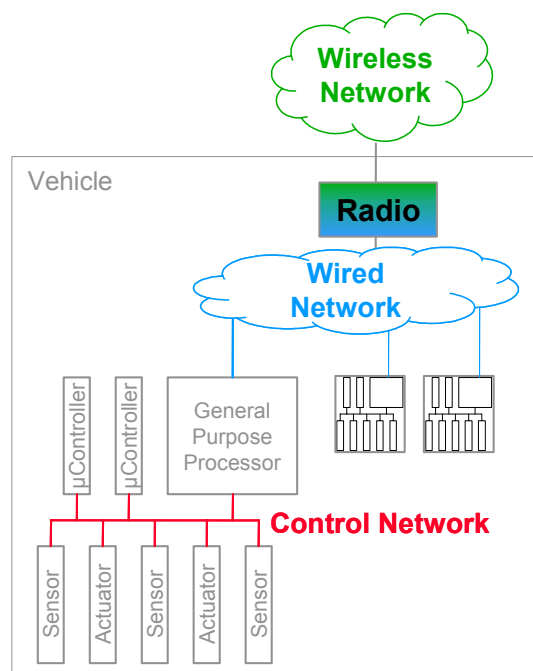 Wireless
Network
Vehicle
Radio
Wired
Network
µController
µController
General
Purpose
Processor
Control Network
Sensor
Actuator
Sensor
Actuator
Sensor